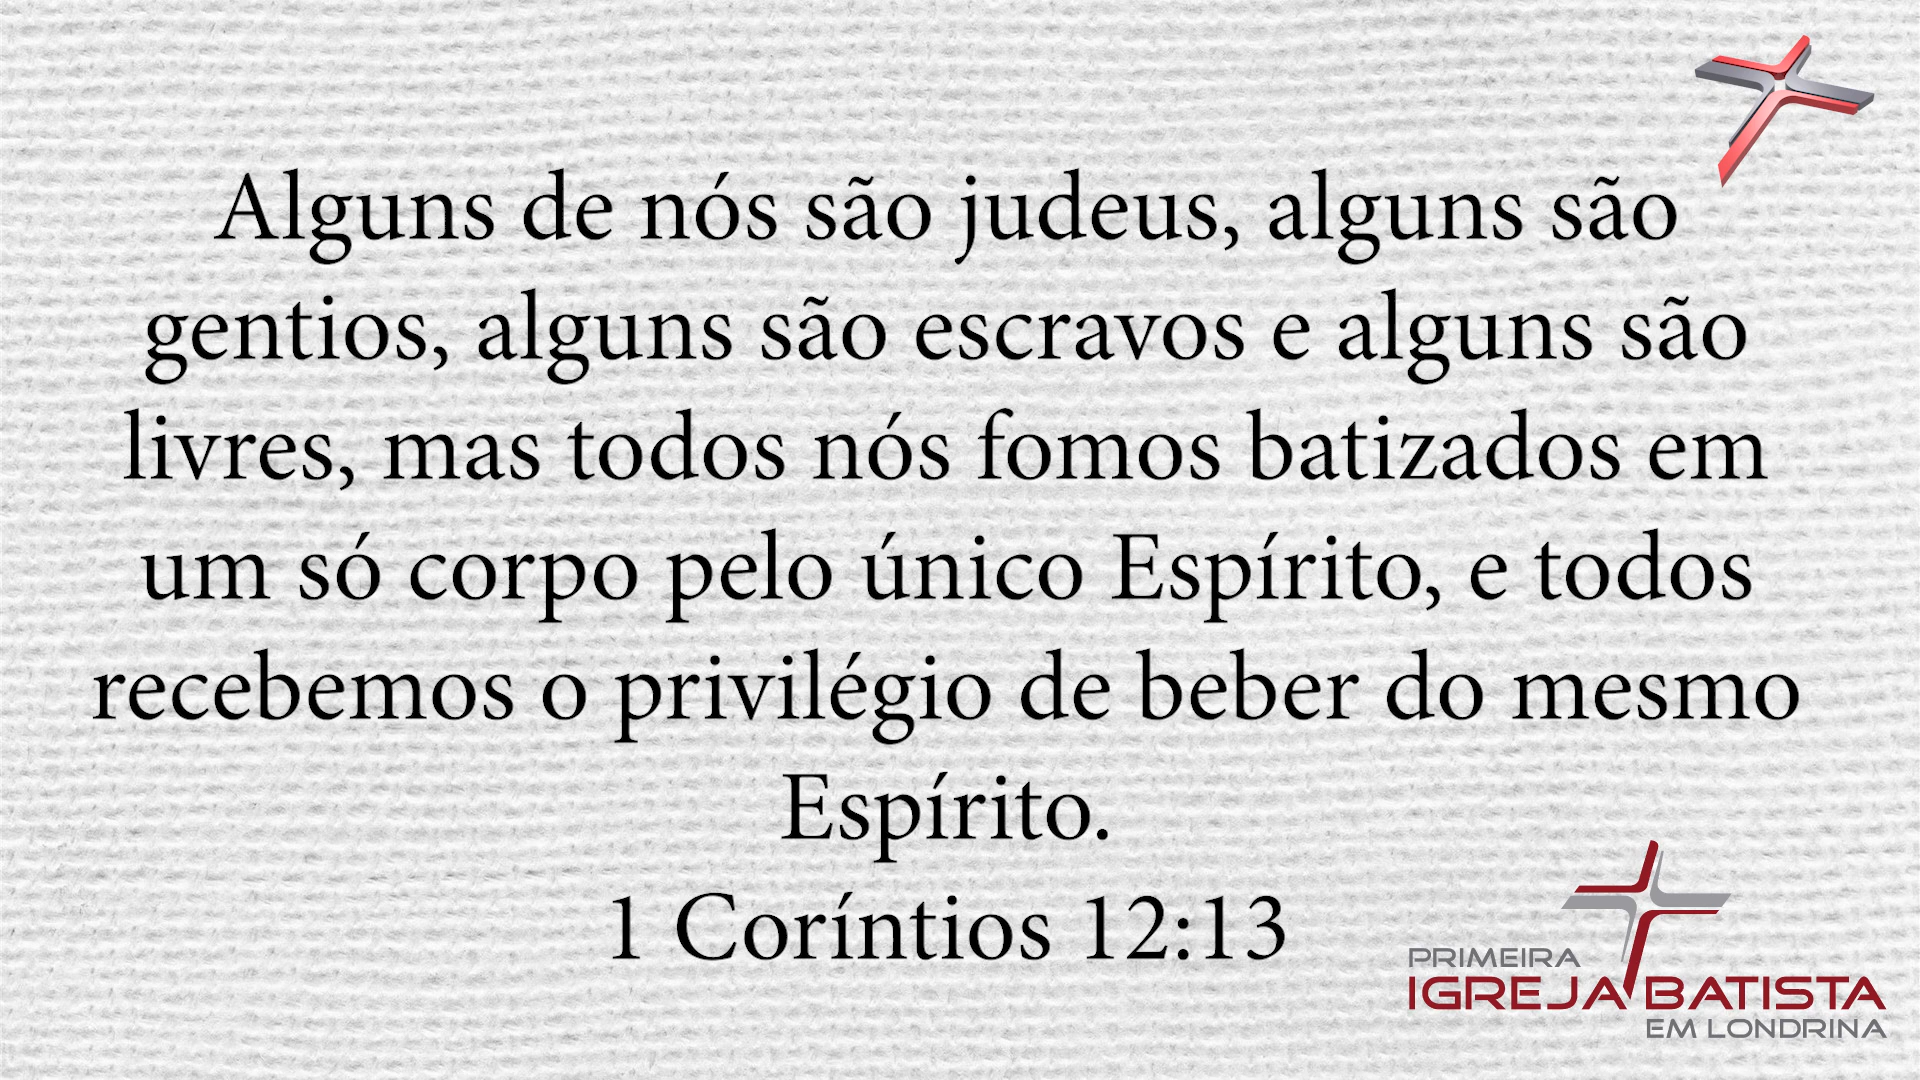 Alguns de nós são judeus, alguns são
gentios, alguns são escravos e alguns são
livres, mas todos nós fomos batizados em
um só corpo pelo único Espírito, e todos
recebemos o privilégio de beber do mesmo
Espírito.
1 Coríntios 12:13
PRIMEIRA
IGREJA BATISTA
EM LONDRINA